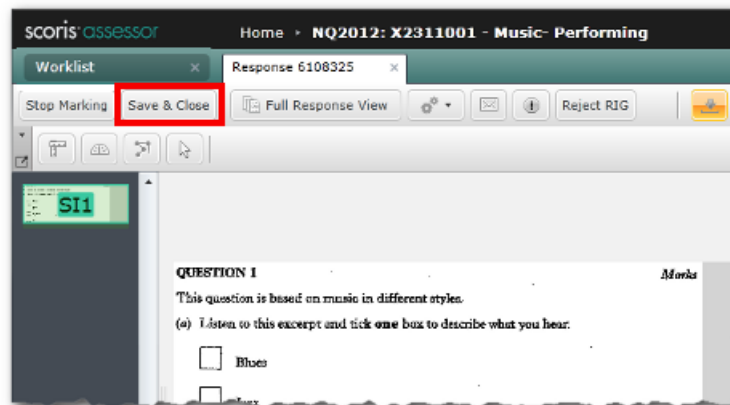 scoris assessor
Home ▸ NQ2012: X2311001 - Music- Performing
Worklist ×
Response 6108325 ×
Stop Marking Save & Close Full Response View Reject RIG
SI1
QUESTION 1 Marks
This question is based on music in different styles.
(a) Listen to this excerpt and tick one box to describe what you hear.
Blues